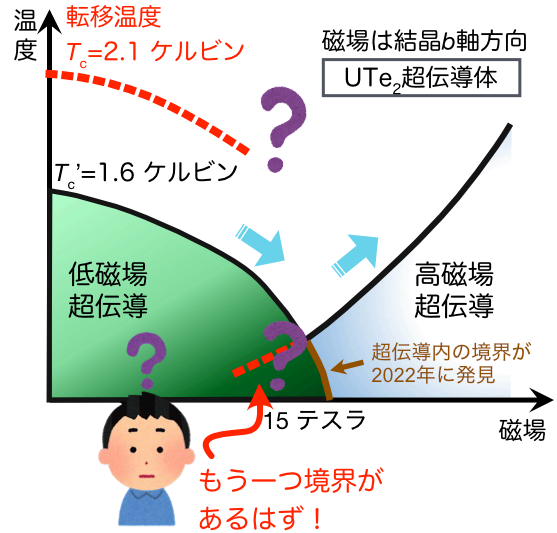 温度
転移温度
Tc=2.1 ケルビン
磁場は結晶b軸方向
UTe2超伝導体
?
Tc’=1.6 ケルビン
低磁場
超伝導
高磁場
超伝導
?
?
超伝導内の境界が
2022年に発見
15 テスラ
磁場
もう一つ境界が
あるはず！